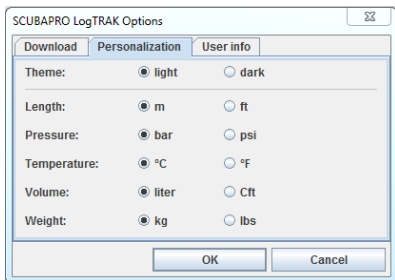 SCUBAPRO LogTRAK Options
Download Personalization User info
Theme: light dark
Length: m ft
Pressure: bar psi
Temperature: °C °F
Volume: liter Cft
Weight: kg lbs
OK Cancel